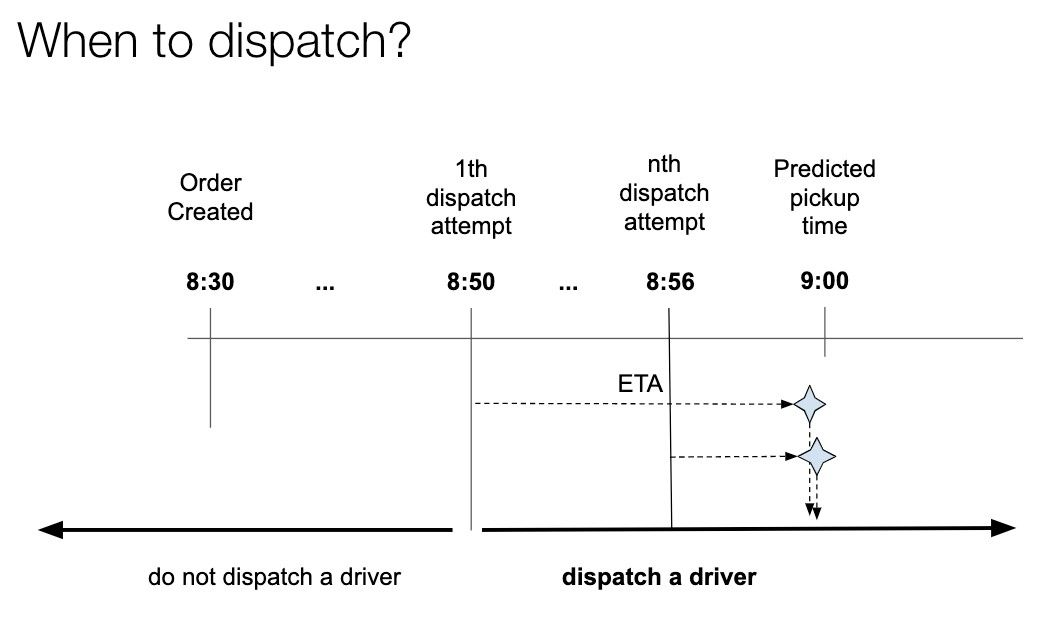 When to dispatch?
Order
Created
1th
dispatch
attempt
nth
dispatch
attempt
Predicted
pickup
time
8:30
...
8:50
...
8:56
9:00
ETA
do not dispatch a driver
dispatch a driver